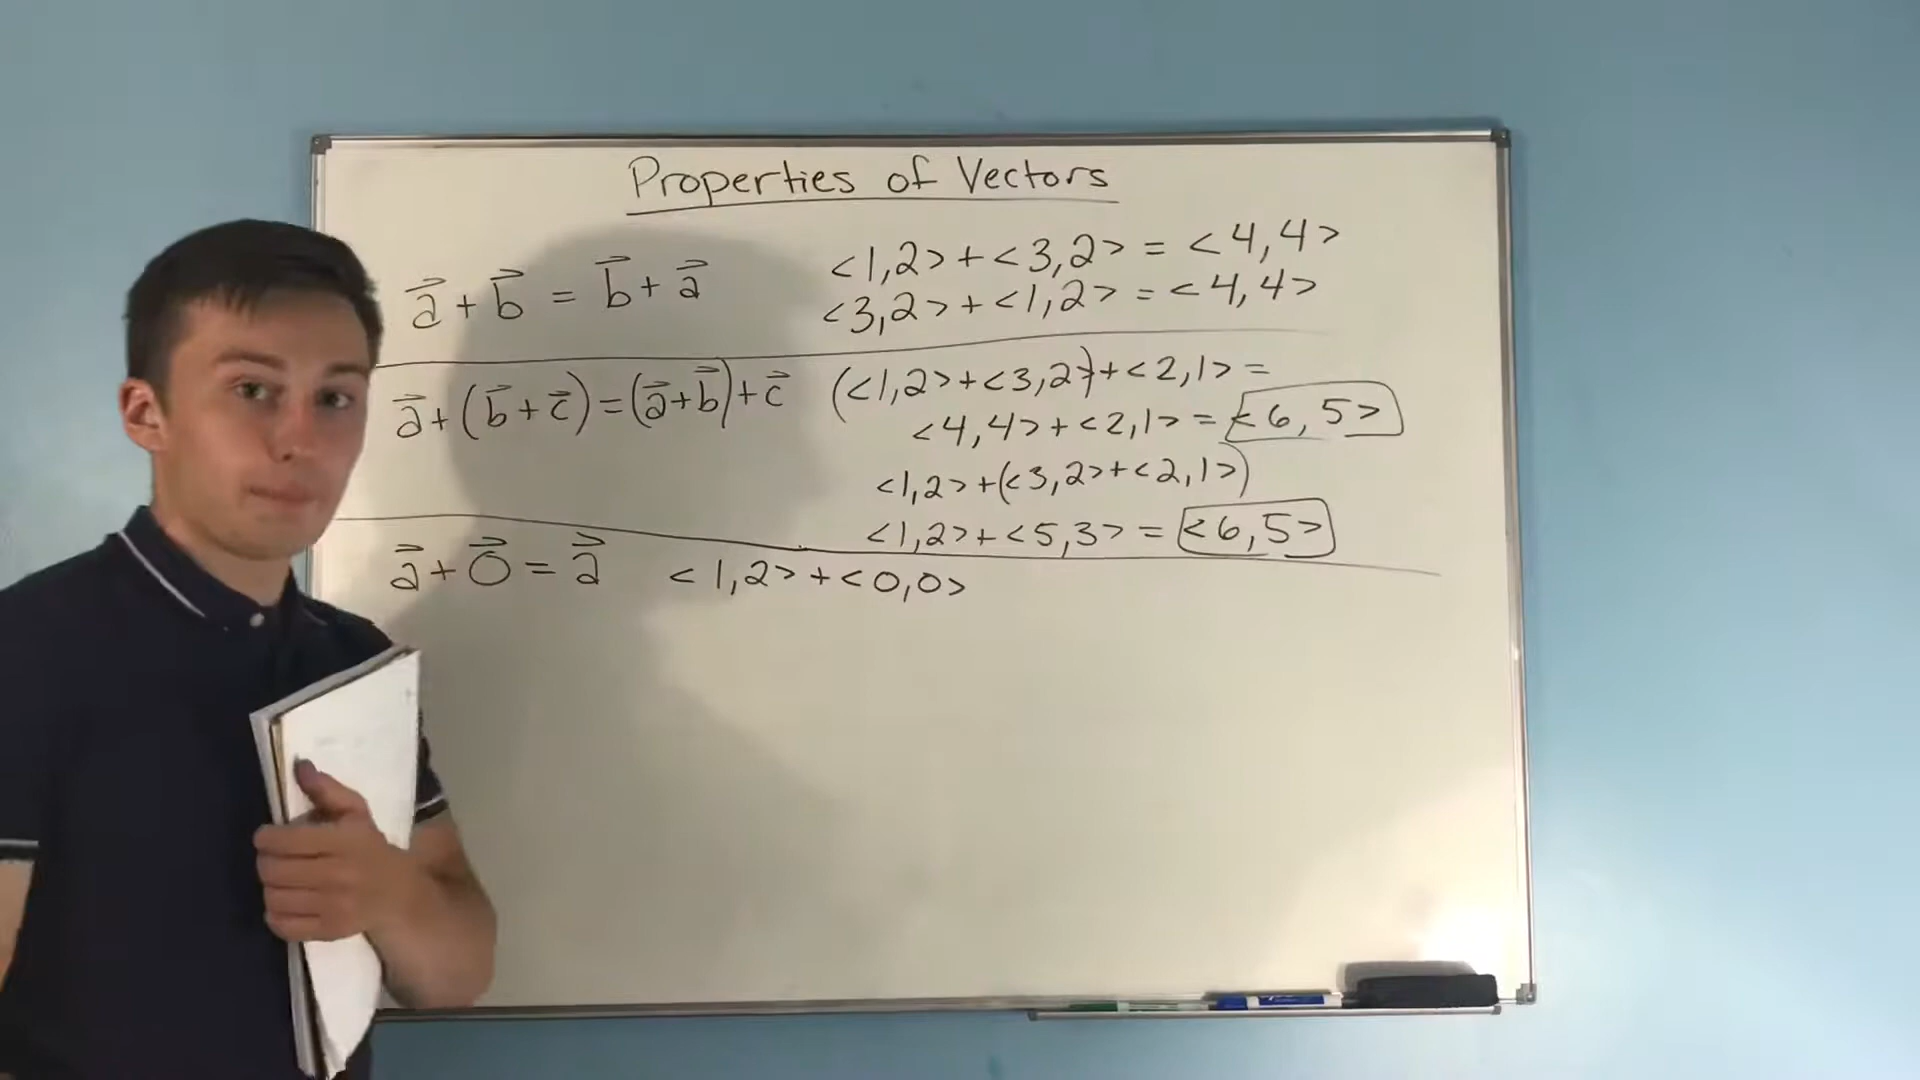 Properties of Vectors
a⃗ + b⃗ = b⃗ + a⃗
<1,2> + <3,2> = <4,4>
<3,2> + <1,2> = <4,4>
a⃗ + (b⃗ + c⃗) = (a⃗ + b⃗) + c⃗
(<1,2> + <3,2>) + <2,1> =
<4,4> + <2,1> = <6,5>
<1,2> + (<3,2> + <2,1>)
<1,2> + <5,3> = <6,5>
a⃗ + 0⃗ = a⃗
<1,2> + <0,0>